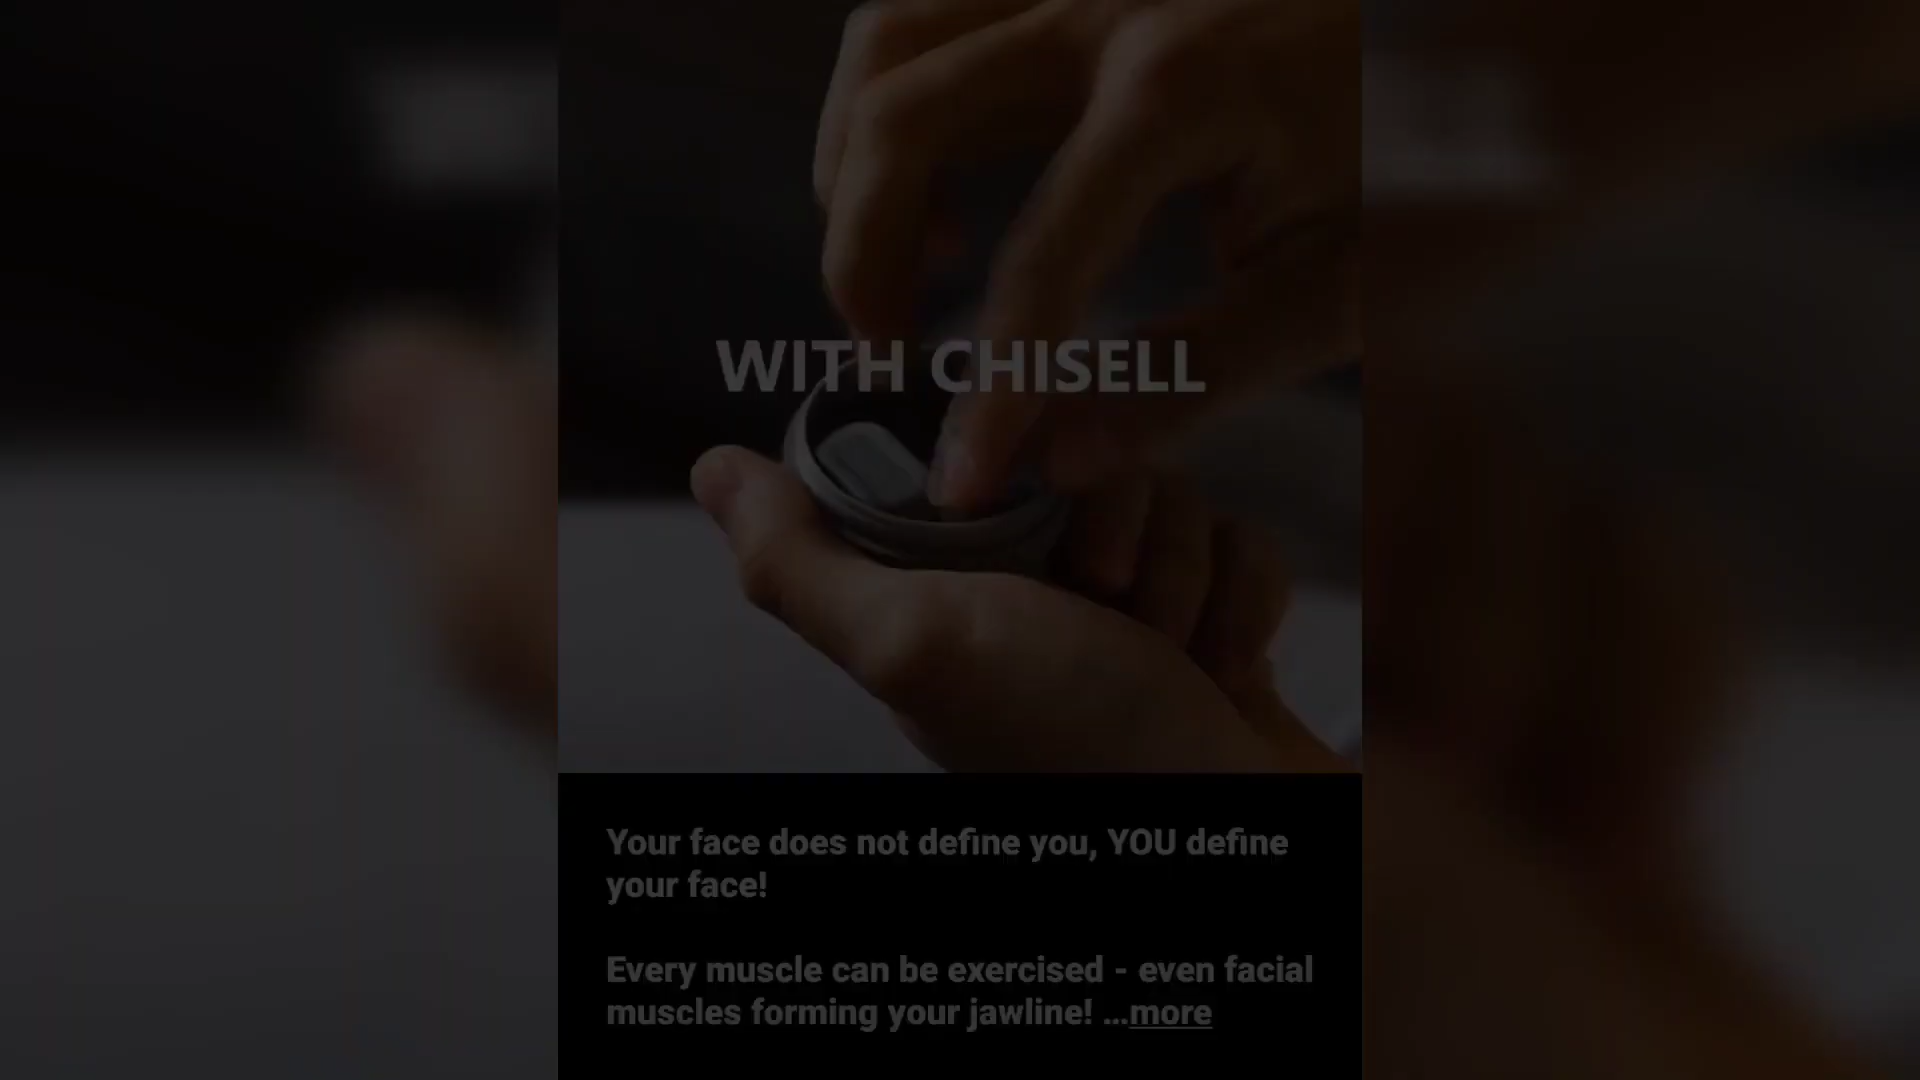 WITH CHISELL
Your face does not define you, YOU define
your face!
Every muscle can be exercised - even facial
muscles forming your jawline! ...more